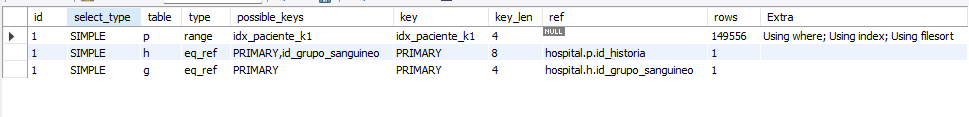 id select_type table type possible_keys key key_len ref rows Extra
1 SIMPLE p range idx_paciente_k1 idx_paciente_k1 4 NULL 149556 Using where; Using index; Using filesort
1 SIMPLE h eq_ref PRIMARY,id_grupo_sanguineo PRIMARY 8 hospital.p.id_historia 1
1 SIMPLE g eq_ref PRIMARY PRIMARY 4 hospital.h.id_grupo_sanguineo 1